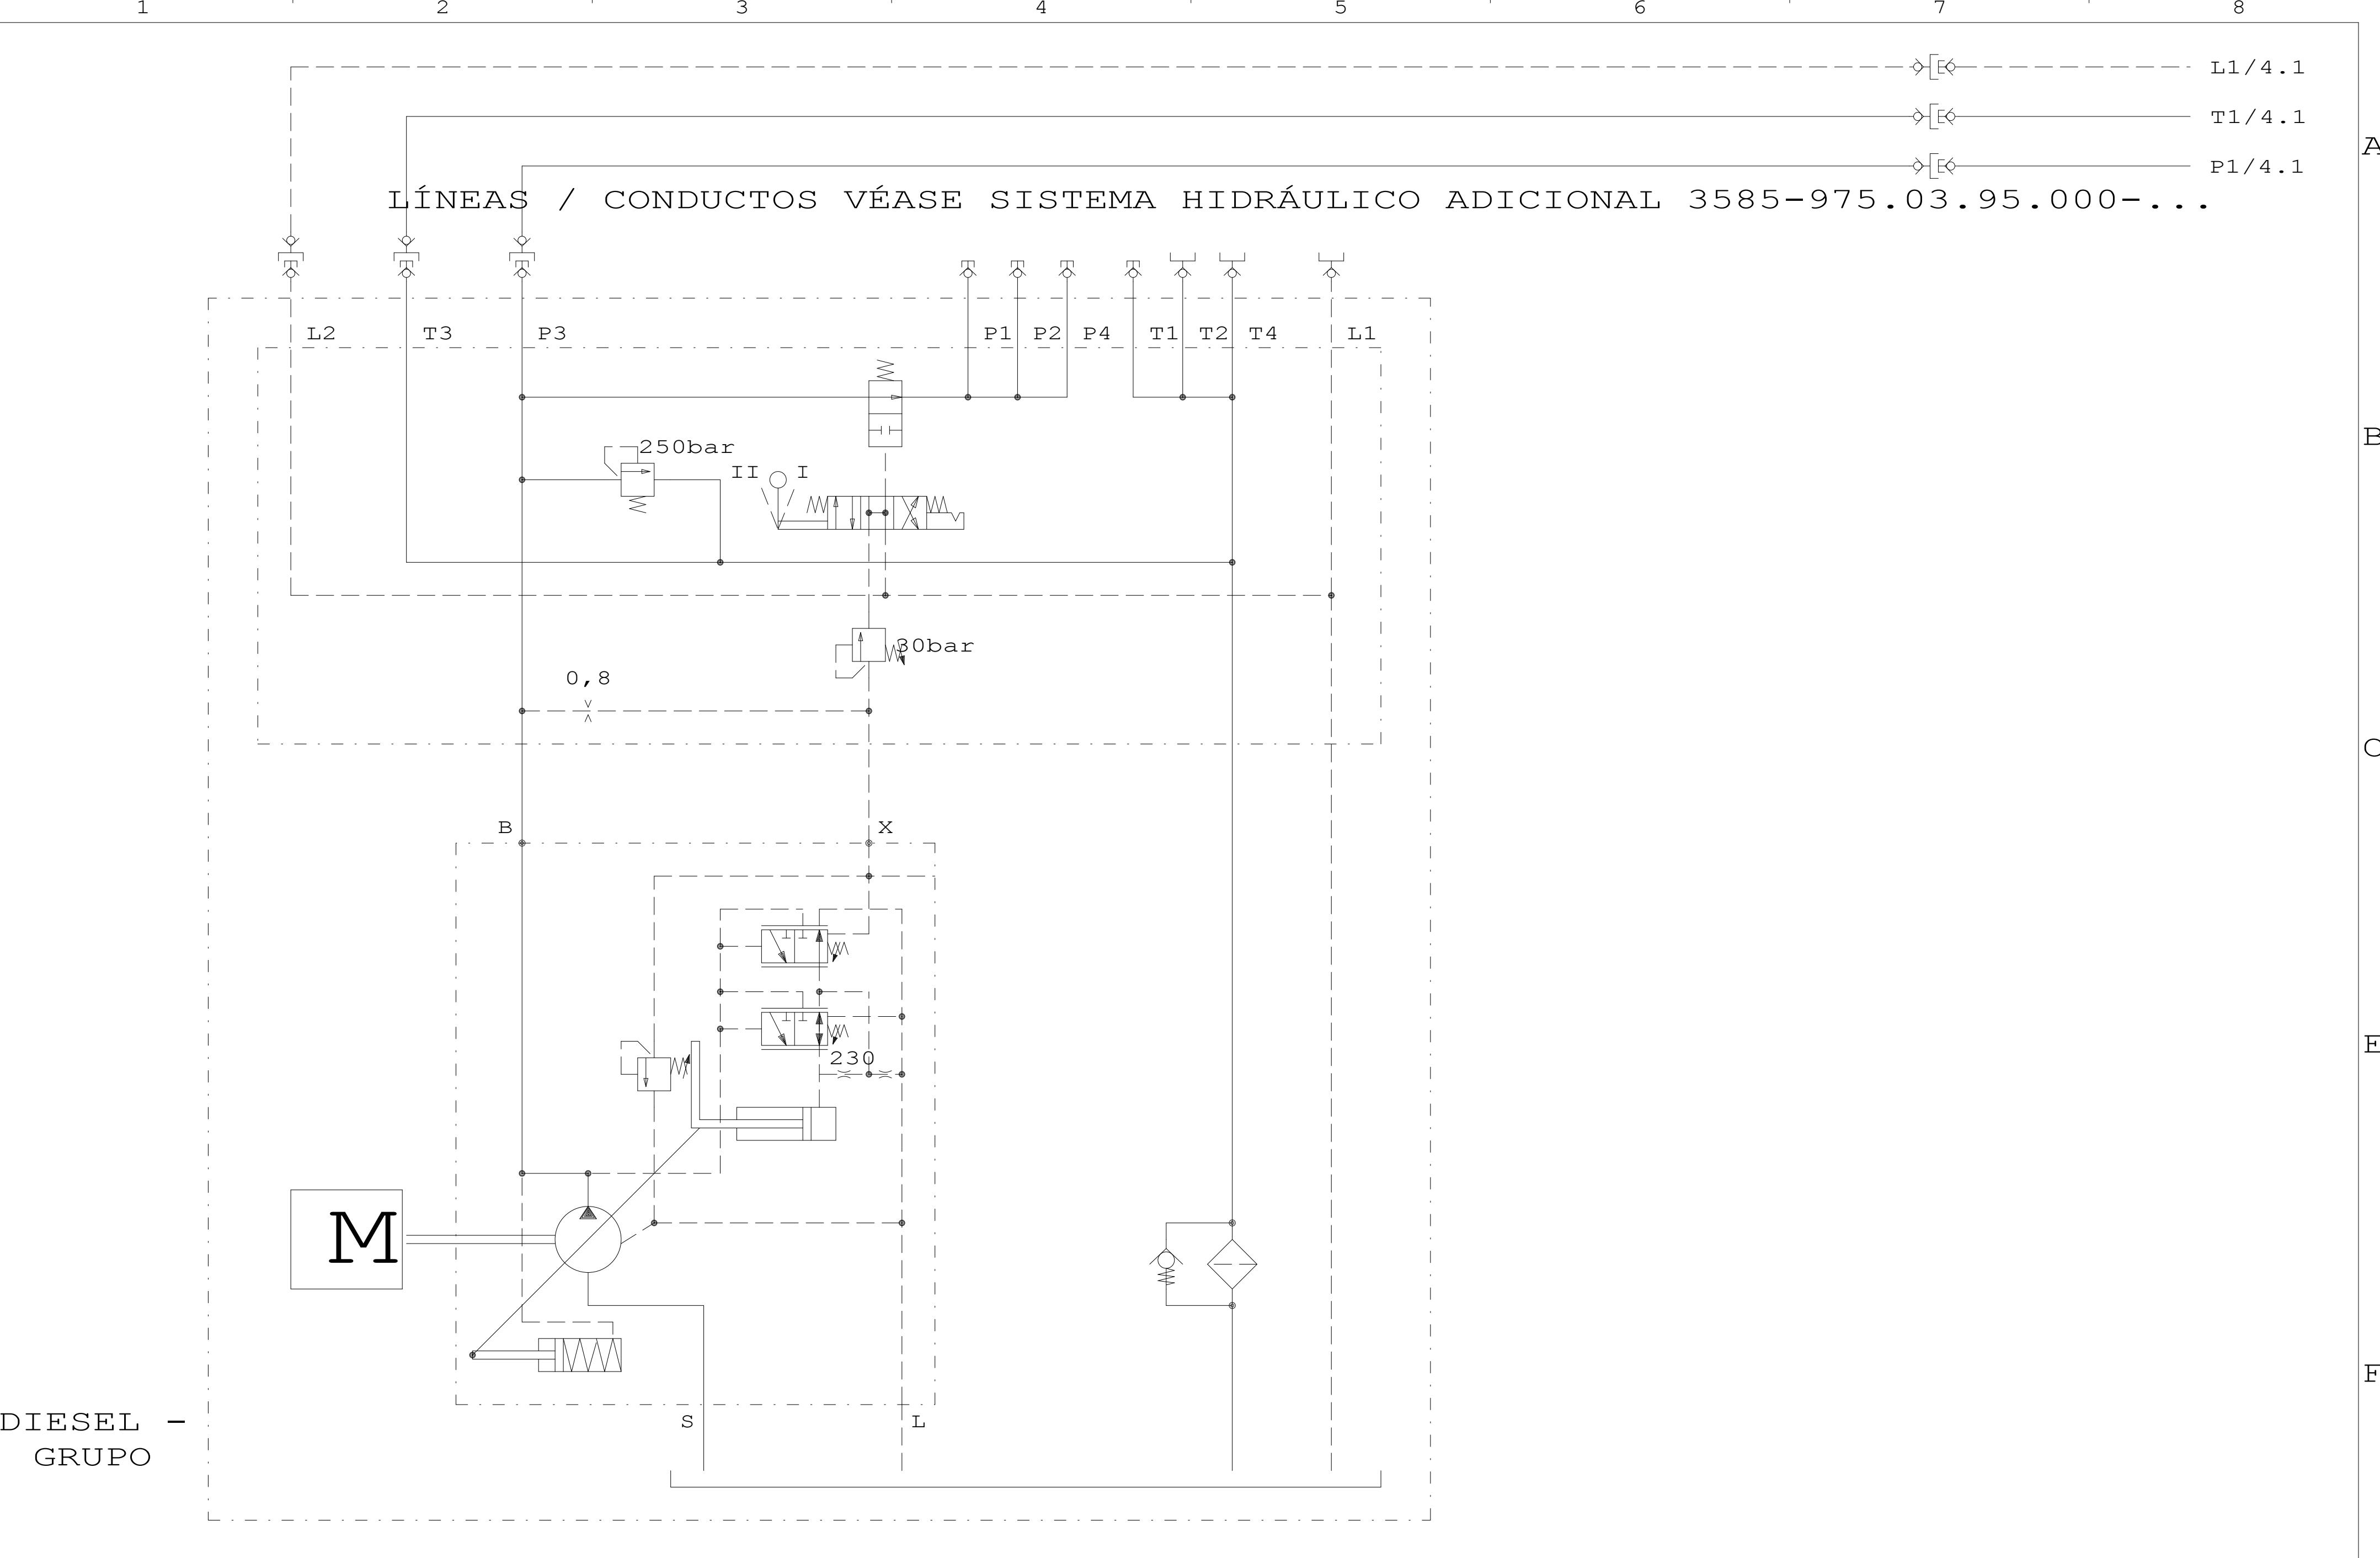 1 2 3 4 5 6 7 8
L1/4.1
T1/4.1
A
P1/4.1
LÍNEAS / CONDUCTOS VÉASE SISTEMA HIDRÁULICO ADICIONAL 3585-975.03.95.000-...
L2 T3 P3 P1 P2 P4 T1 T2 T4 L1
B
250bar
II I
30bar
0,8
C
B X
E
230
M
F
S L
DIESEL -
GRUPO